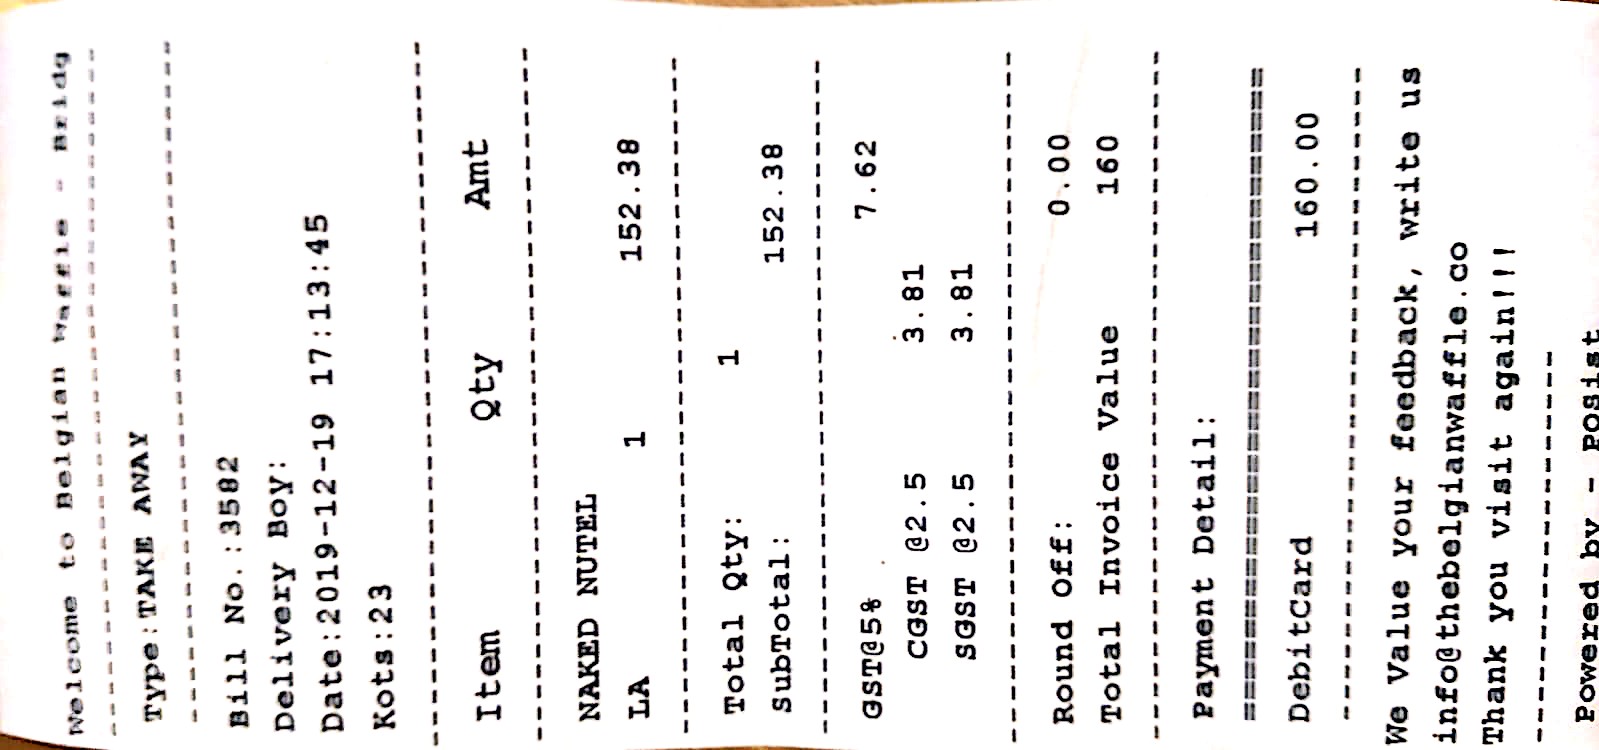 Welcome to Belgian Waffle - Bridg
--------------------------------
Type:TAKE AWAY
--------------------------------
Bill No.:3582
Delivery Boy:
Date:2019-12-19 17:13:45
Kots:23
--------------------------------
Item Qty Amt
--------------------------------
NAKED NUTEL
LA 1 152.38
--------------------------------
Total Qty: 1
SubTotal: 152.38
--------------------------------
GST@5% 7.62
CGST @2.5 3.81
SGST @2.5 3.81
--------------------------------
Round Off: 0.00
Total Invoice Value 160
--------------------------------
Payment Detail:
================================
DebitCard 160.00
--------------------------------
We Value your feedback, write us
info@thebelgianwaffle.co
Thank you visit again!!!
------------------
Powered by - POSist